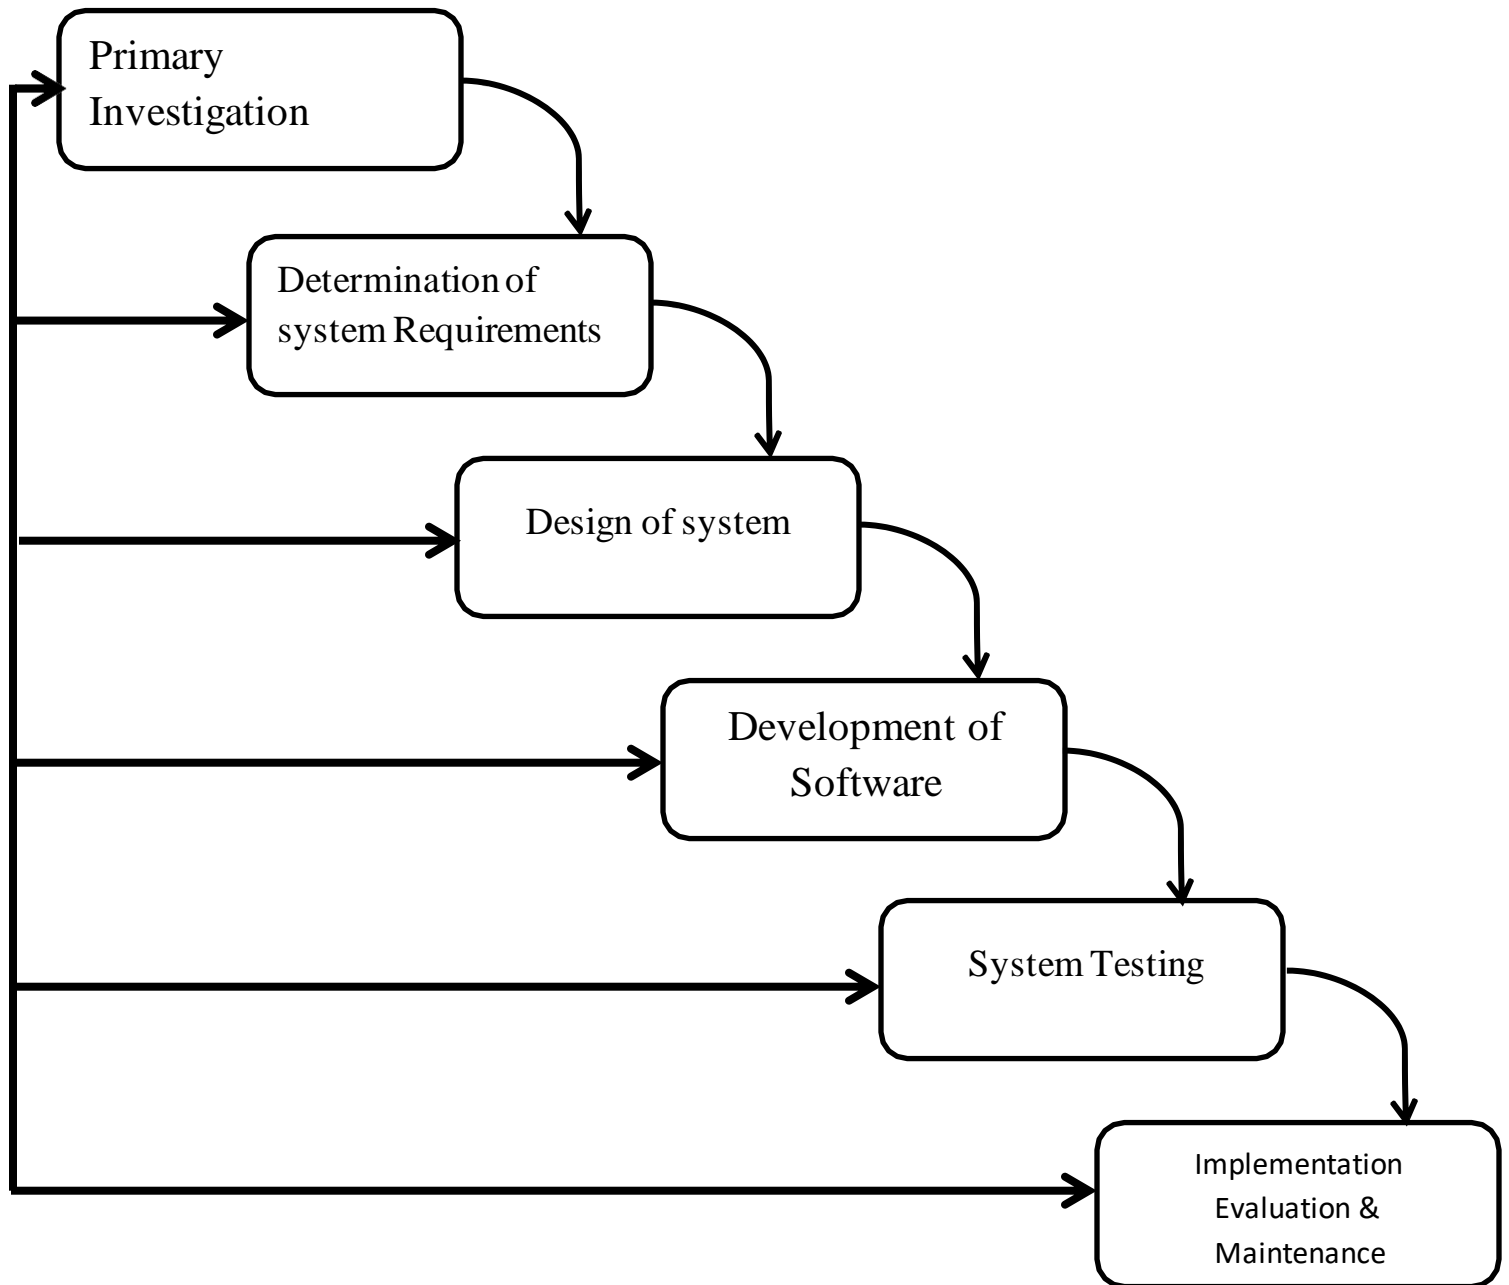 Primary
Investigation
Determination of
system Requirements
Design of system
Development of
Software
System Testing
Implementation
Evaluation &
Maintenance